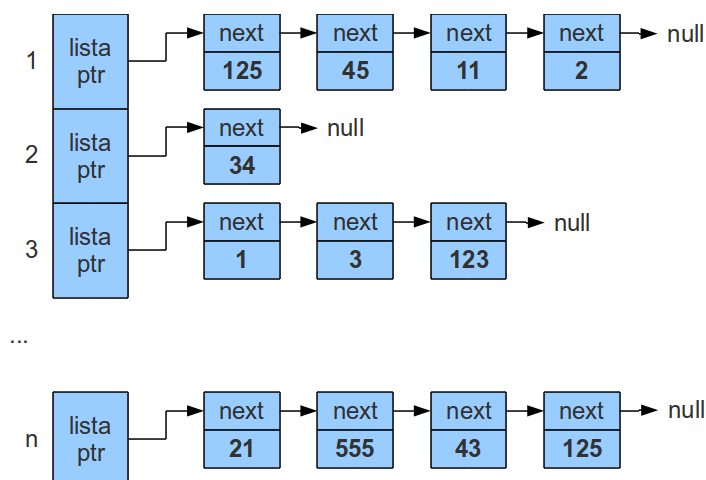 1 lista ptr next next next next null
125 45 11 2
2 lista ptr next null
34
3 lista ptr next next next null
1 3 123
...
n lista ptr next next next next null
21 555 43 125